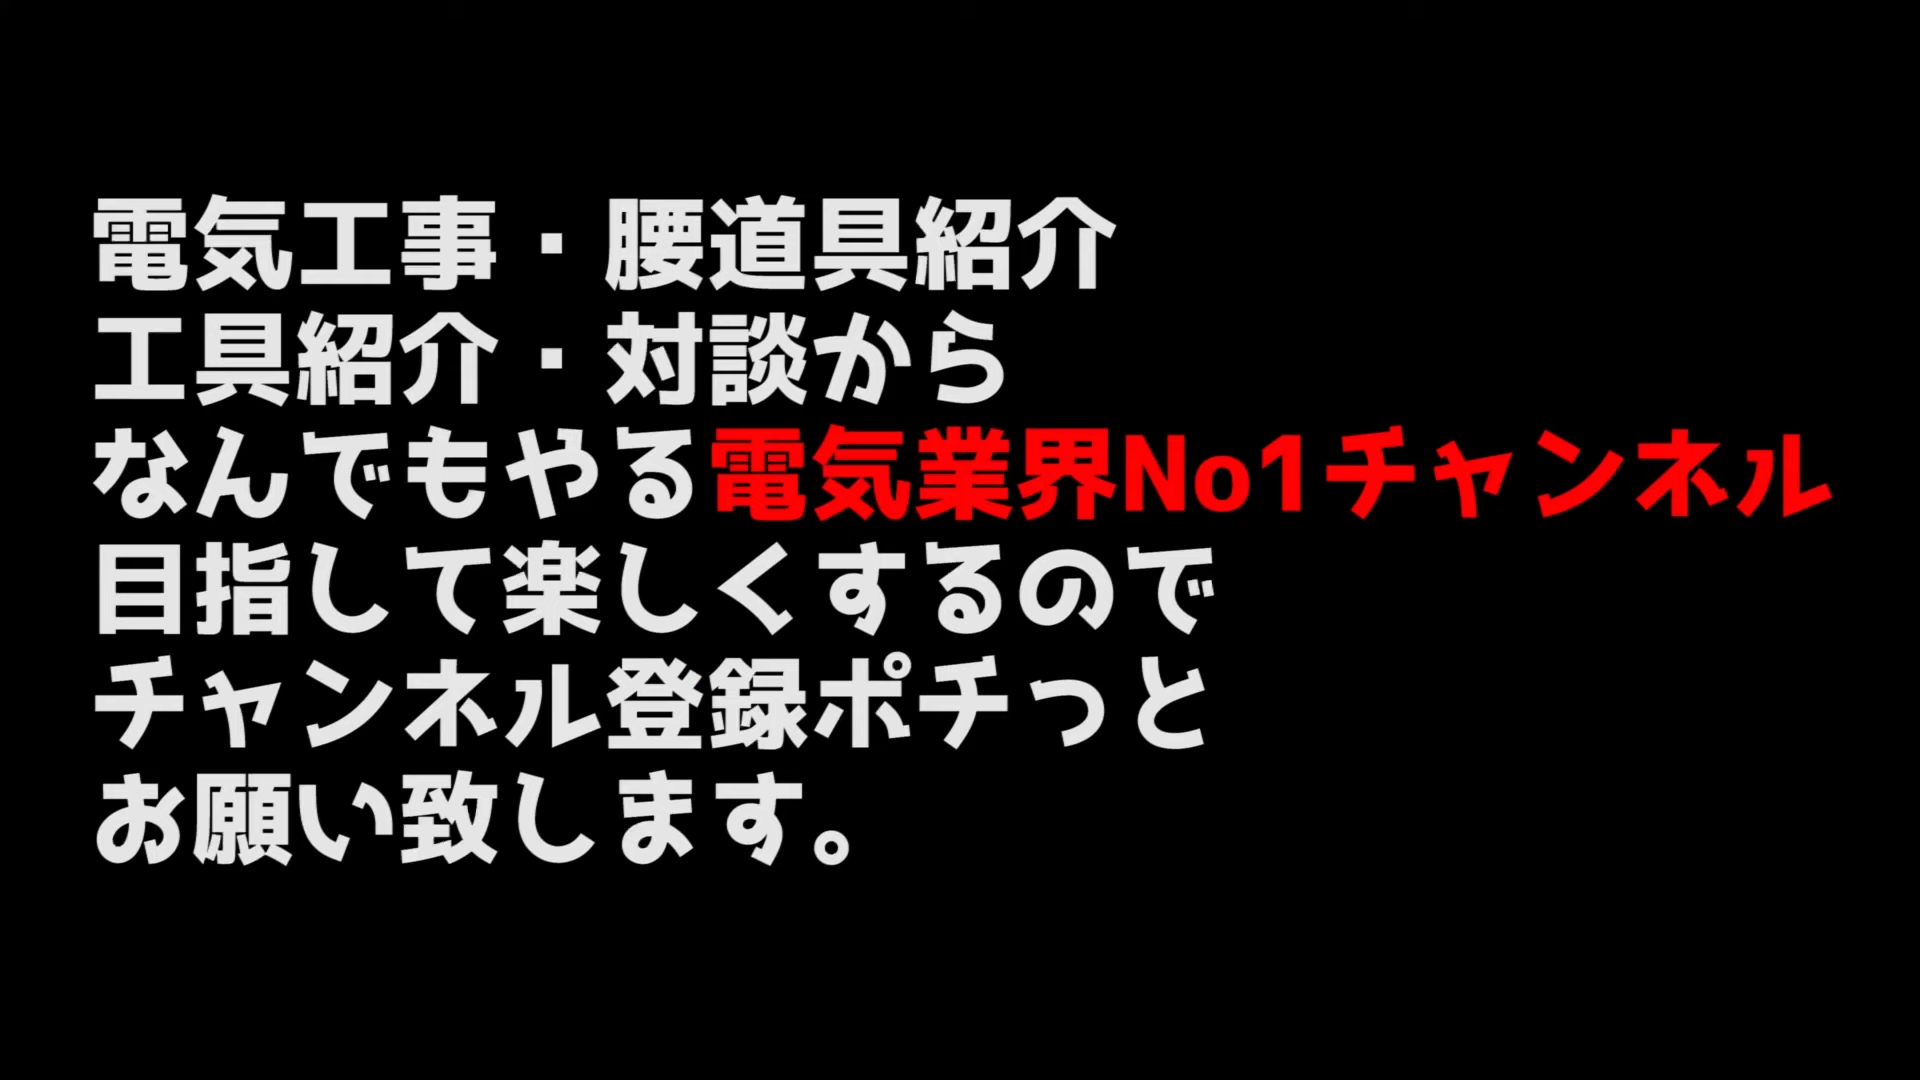 電気工事・腰道具紹介
工具紹介・対談から
なんでもやる電気業界No1チャンネル
目指して楽しくするので
チャンネル登録ポチっと
お願い致します。